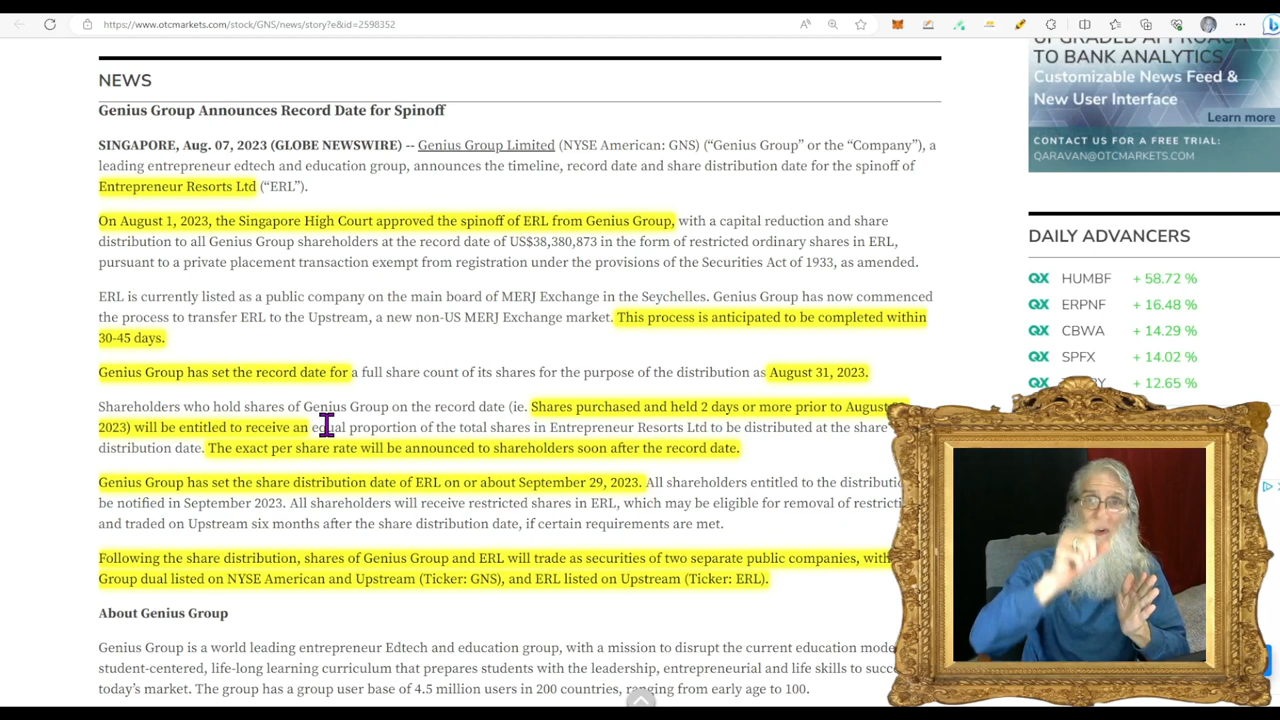 https://www.otcmarkets.com/stock/GNS/news/story?e&id=2598352
NEWS
Genius Group Announces Record Date for Spinoff
SINGAPORE, Aug. 07, 2023 (GLOBE NEWSWIRE) -- Genius Group Limited (NYSE American: GNS) (“Genius Group” or the “Company”), a
leading entrepreneur edtech and education group, announces the timeline, record date and share distribution date for the spinoff of
Entrepreneur Resorts Ltd (“ERL”).
On August 1, 2023, the Singapore High Court approved the spinoff of ERL from Genius Group, with a capital reduction and share
distribution to all Genius Group shareholders at the record date of US$38,380,873 in the form of restricted ordinary shares in ERL,
pursuant to a private placement transaction exempt from registration under the provisions of the Securities Act of 1933, as amended.
ERL is currently listed as a public company on the main board of MERJ Exchange in the Seychelles. Genius Group has now commenced
the process to transfer ERL to the Upstream, a new non-US MERJ Exchange market. This process is anticipated to be completed within
30-45 days.
Genius Group has set the record date for a full share count of its shares for the purpose of the distribution as August 31, 2023.
Shareholders who hold shares of Genius Group on the record date (ie. Shares purchased and held 2 days or more prior to August
2023) will be entitled to receive an equal proportion of the total shares in Entrepreneur Resorts Ltd to be distributed at the share
distribution date. The exact per share rate will be announced to shareholders soon after the record date.
Genius Group has set the share distribution date of ERL on or about September 29, 2023. All shareholders entitled to the
be notified in September 2023. All shareholders will receive restricted shares in ERL, which may be eligible for removal of
and traded on Upstream six months after the share distribution date, if certain requirements are met.
Following the share distribution, shares of Genius Group and ERL will trade as securities of two separate public companies,
Group dual listed on NYSE American and Upstream (Ticker: GNS), and ERL listed on Upstream (Ticker: ERL).
About Genius Group
Genius Group is a world leading entrepreneur Edtech and education group, with a mission to disrupt the current education
student-centered, life-long learning curriculum that prepares students with the leadership, entrepreneurial and life skills to
today’s market. The group has a group user base of 4.5 million users in 200 countries, ranging from early age to 100.
UPGRADED APPROACH
TO BANK ANALYTICS
Customizable News Feed &
New User Interface
Learn more
CONTACT US FOR A FREE TRIAL:
QARAVAN@OTCMARKETS.COM
DAILY ADVANCERS
QX HUMBF + 58.72 %
QX ERPNF + 16.48 %
QX CBWA + 14.29 %
QX SPFX + 14.02 %
QX + 12.65 %